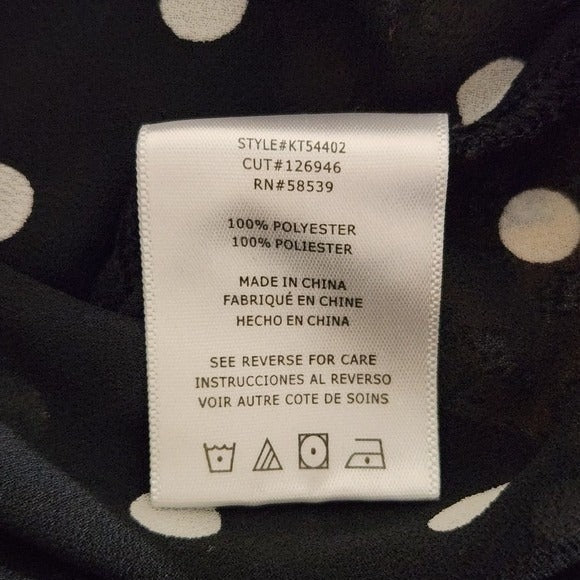 STYLE#KT54402
CUT#126946
RN#58539
100% POLYESTER
100% POLIESTER
MADE IN CHINA
FABRIQUÉ EN CHINE
HECHO EN CHINA
SEE REVERSE FOR CARE
INSTRUCCIONES AL REVERSO
VOIR AUTRE COTE DE SOINS